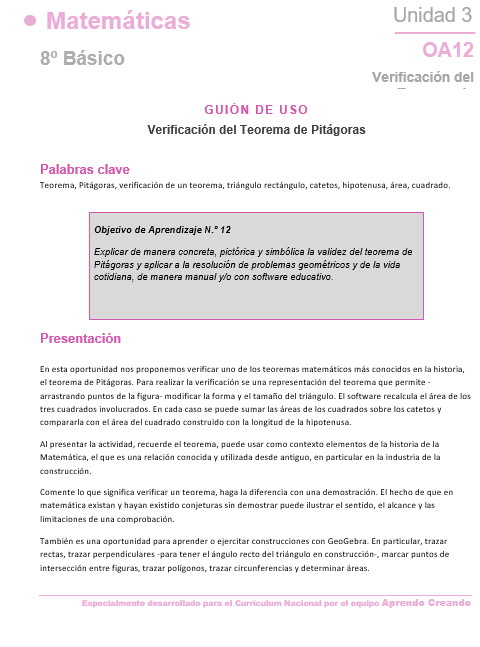 Matemáticas
Unidad 3
8º Básico
OA12
Verificación del
GUIÓN DE USO
Verificación del Teorema de Pitágoras
Palabras clave
Teorema, Pitágoras, verificación de un teorema, triángulo rectángulo, catetos, hipotenusa, área, cuadrado.
Objetivo de Aprendizaje N.° 12
Explicar de manera concreta, pictórica y simbólica la validez del teorema de
Pitágoras y aplicar a la resolución de problemas geométricos y de la vida
cotidiana, de manera manual y/o con software educativo.
Presentación
En esta oportunidad nos proponemos verificar uno de los teoremas matemáticos más conocidos en la historia,
el teorema de Pitágoras. Para realizar la verificación se una representación del teorema que permite -
arrastrando puntos de la figura- modificar la forma y el tamaño del triángulo. El software recalcula el área de los
tres cuadrados involucrados. En cada caso se puede sumar las áreas de los cuadrados sobre los catetos y
compararla con el área del cuadrado construido con la longitud de la hipotenusa.
Al presentar la actividad, recuerde el teorema, puede usar como contexto elementos de la historia de la
Matemática, el que es una relación conocida y utilizada desde antiguo, en particular en la industria de la
construcción.
Comente lo que significa verificar un teorema, haga la diferencia con una demostración. El hecho de que en
matemática existan y hayan existido conjeturas sin demostrar puede ilustrar el sentido, el alcance y las
limitaciones de una comprobación.
También es una oportunidad para aprender o ejercitar construcciones con GeoGebra. En particular, trazar
rectas, trazar perpendiculares -para tener el ángulo recto del triángulo en construcción-, marcar puntos de
intersección entre figuras, trazar polígonos, trazar circunferencias y determinar áreas.
Especialmente desarrollado para el Currículum Nacional por el equipo Aprendo Creando